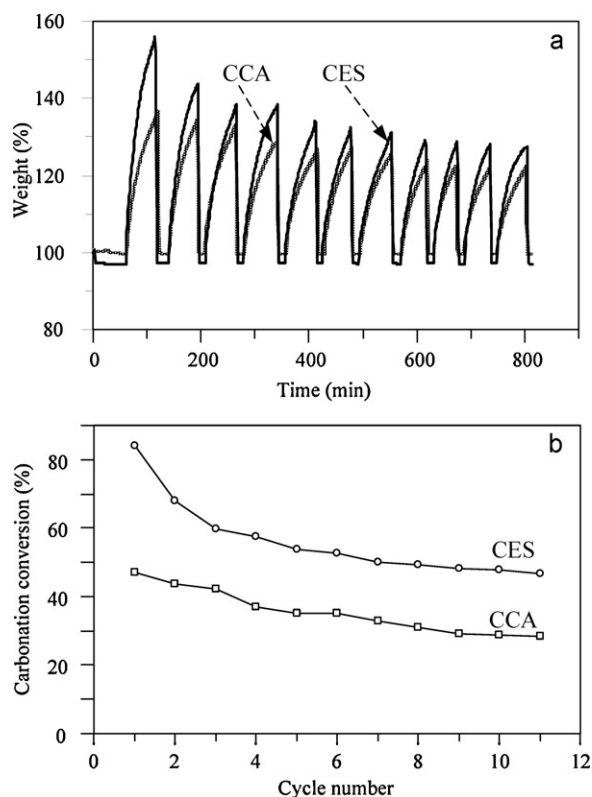 160
a
CCA
CES
140
120
100
80
Weight (%)
0
200
400
600
800
Time (min)
b
80
60
40
20
0
Carbonation conversion (%)
CES
CCA
0
2
4
6
8
10
12
Cycle number